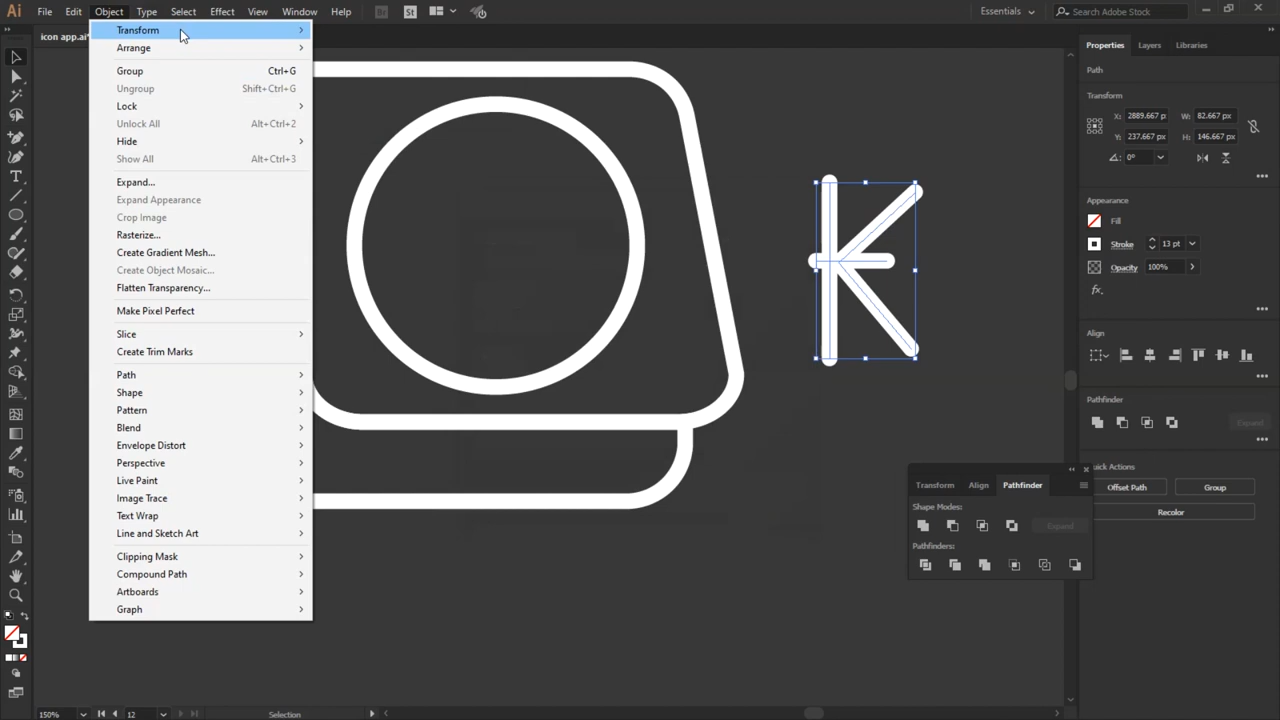 Ai File Edit Object Type Select Effect View Window Help Br St Essentials Search Adobe Stock
icon app.ai*
Transform
Arrange
Group Ctrl+G
Ungroup Shift+Ctrl+G
Lock
Unlock All Alt+Ctrl+2
Hide
Show All Alt+Ctrl+3
Expand...
Expand Appearance
Crop Image
Rasterize...
Create Gradient Mesh...
Create Object Mosaic...
Flatten Transparency...
Make Pixel Perfect
Slice
Create Trim Marks
Path
Shape
Pattern
Blend
Envelope Distort
Perspective
Live Paint
Image Trace
Text Wrap
Line and Sketch Art
Clipping Mask
Compound Path
Artboards
Graph
Properties Layers Libraries
Path
Transform
X: 2889.667 p W: 82.667 px
Y: 237.667 px H: 146.667 px
0°
Appearance
Fill
Stroke 13 pt
Opacity 100%
fx.
Align
Pathfinder
Expand
Quick Actions
Offset Path Group
Recolor
Transform Align Pathfinder
Shape Modes:
Expand
Pathfinders:
150% 12 Selection